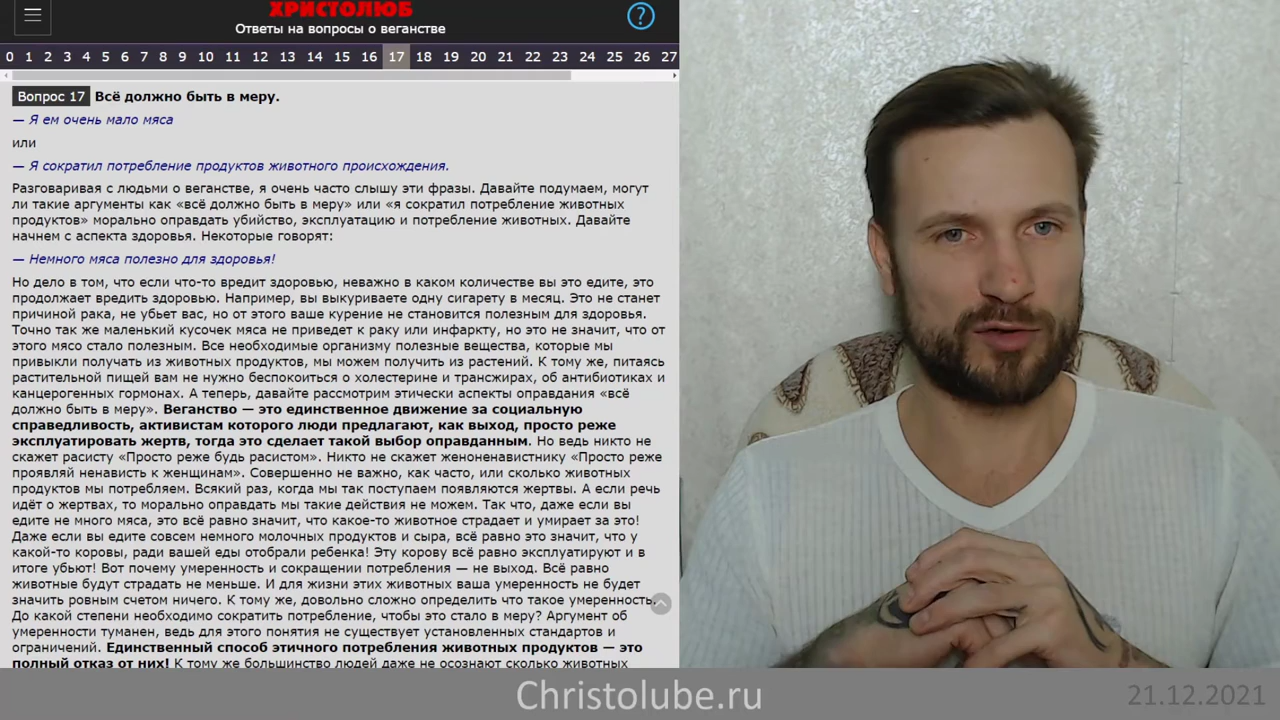 ХРИСТОЛЮБ
Ответы на вопросы о веганстве
?
0 1 2 3 4 5 6 7 8 9 10 11 12 13 14 15 16 17 18 19 20 21 22 23 24 25 26 27
Вопрос 17 Всё должно быть в меру.
— Я ем очень мало мяса
или
— Я сократил потребление продуктов животного происхождения.
Разговаривая с людьми о веганстве, я очень часто слышу эти фразы. Давайте подумаем, могут
ли такие аргументы как «всё должно быть в меру» или «я сократил потребление животных
продуктов» морально оправдать убийство, эксплуатацию и потребление животных. Давайте
начнем с аспекта здоровья. Некоторые говорят:
— Немного мяса полезно для здоровья!
Но дело в том, что если что-то вредит здоровью, неважно в каком количестве вы это едите, это
продолжает вредить здоровью. Например, вы выкуриваете одну сигарету в месяц. Это не станет
причиной рака, не убьет вас, но от этого ваше курение не становится полезным для здоровья.
Точно так же маленький кусочек мяса не приведет к раку или инфаркту, но это не значит, что от
этого мясо стало полезным. Все необходимые организму полезные вещества, которые мы
привыкли получать из животных продуктов, мы можем получить из растений. К тому же, питаясь
растительной пищей вам не нужно беспокоиться о холестерине и трансжирах, об антибиотиках и
канцерогенных гормонах. А теперь, давайте рассмотрим этически аспекты оправдания «всё
должно быть в меру». Веганство — это единственное движение за социальную
справедливость, активистам которого люди предлагают, как выход, просто реже
эксплуатировать жертв, тогда это сделает такой выбор оправданным. Но ведь никто не
скажет расисту «Просто реже будь расистом». Никто не скажет женоненавистнику «Просто реже
проявляй ненависть к женщинам». Совершенно не важно, как часто, или сколько животных
продуктов мы потребляем. Всякий раз, когда мы так поступаем появляются жертвы. А если речь
идёт о жертвах, то морально оправдать мы такие действия не можем. Так что, даже если вы
едите не много мяса, это всё равно значит, что какое-то животное страдает и умирает за это!
Даже если вы едите совсем немного молочных продуктов и сыра, всё равно это значит, что у
какой-то коровы, ради вашей еды отобрали ребенка! Эту корову всё равно эксплуатируют и в
итоге убьют! Вот почему умеренность и сокращении потребления — не выход. Всё равно
животные будут страдать не меньше. И для жизни этих животных ваша умеренность не будет
значить ровным счетом ничего. К тому же, довольно сложно определить что такое умеренность.
До какой степени необходимо сократить потребление, чтобы это стало в меру? Аргумент об
умеренности туманен, ведь для этого понятия не существует установленных стандартов и
ограничений. Единственный способ этичного потребления животных продуктов — это
полный отказ от них! К тому же большинство людей даже не осознают сколько животных
Christolube.ru
21.12.2021